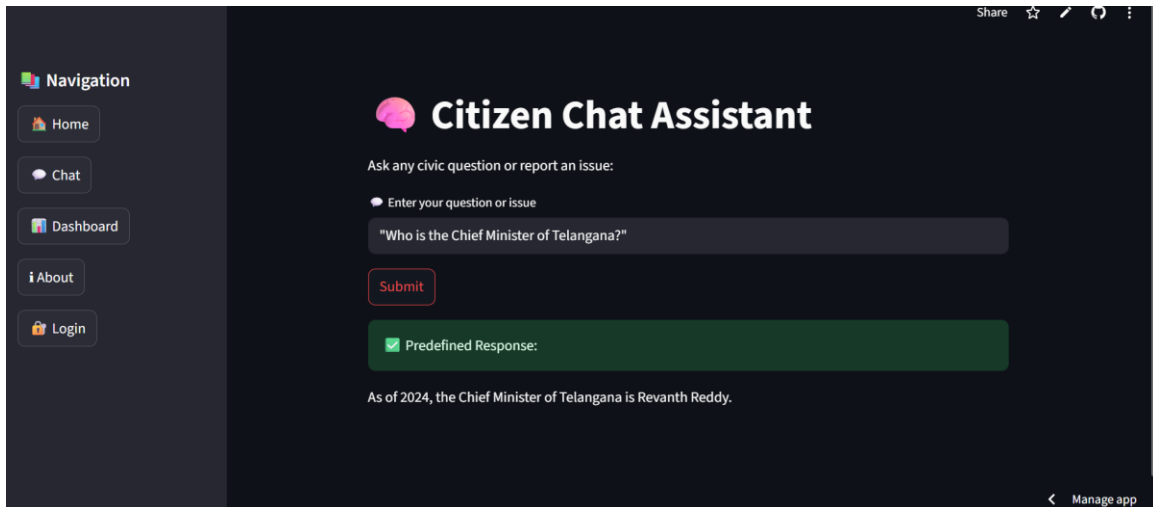 Share
Navigation
Home
Chat
Dashboard
i About
Login
Citizen Chat Assistant
Ask any civic question or report an issue:
Enter your question or issue
"Who is the Chief Minister of Telangana?"
Submit
Predefined Response:
As of 2024, the Chief Minister of Telangana is Revanth Reddy.
Manage app